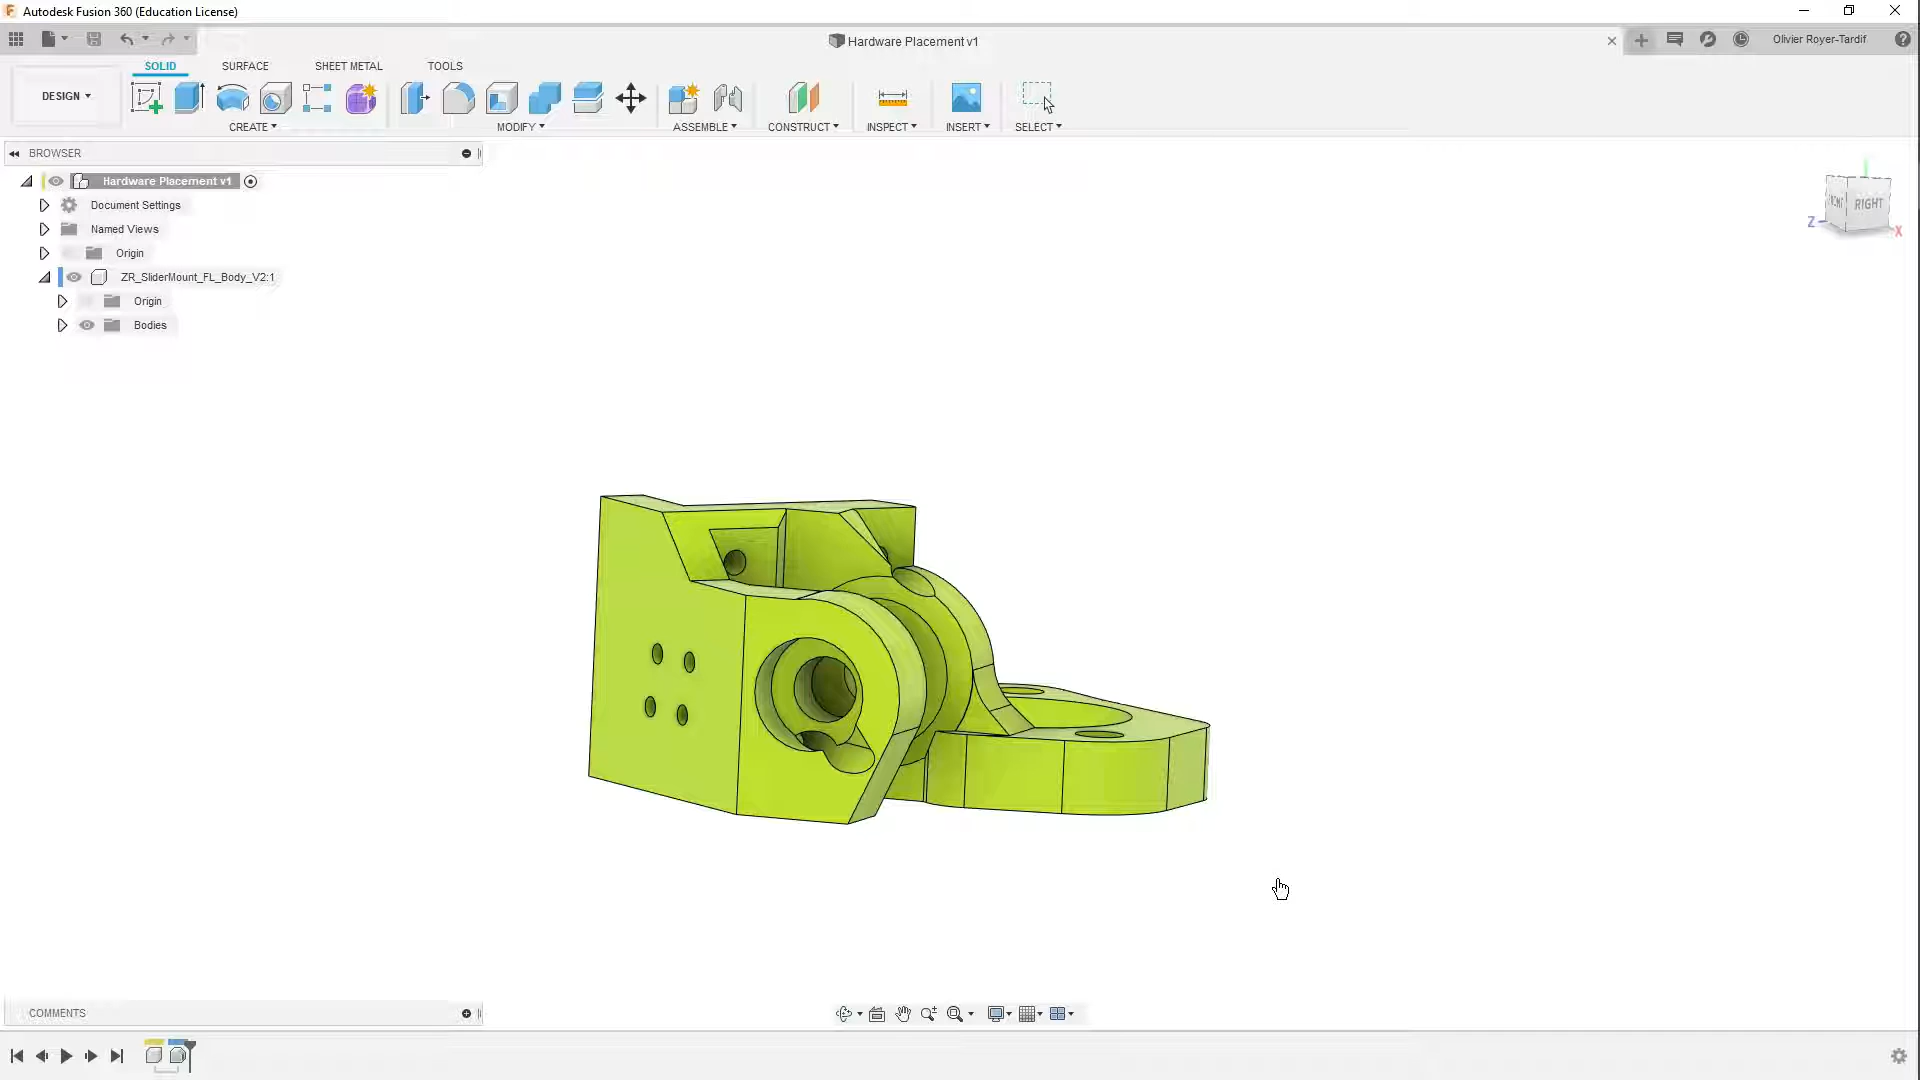 Autodesk Fusion 360 (Education License)
Hardware Placement v1
Olivier Royer-Tardif
SOLID SURFACE SHEET METAL TOOLS
DESIGN
CREATE MODIFY ASSEMBLE CONSTRUCT INSPECT INSERT SELECT
BROWSER
Hardware Placement v1
Document Settings
Named Views
Origin
ZR_SliderMount_FL_Body_V2:1
Origin
Bodies
FRONT RIGHT
Z X
COMMENTS